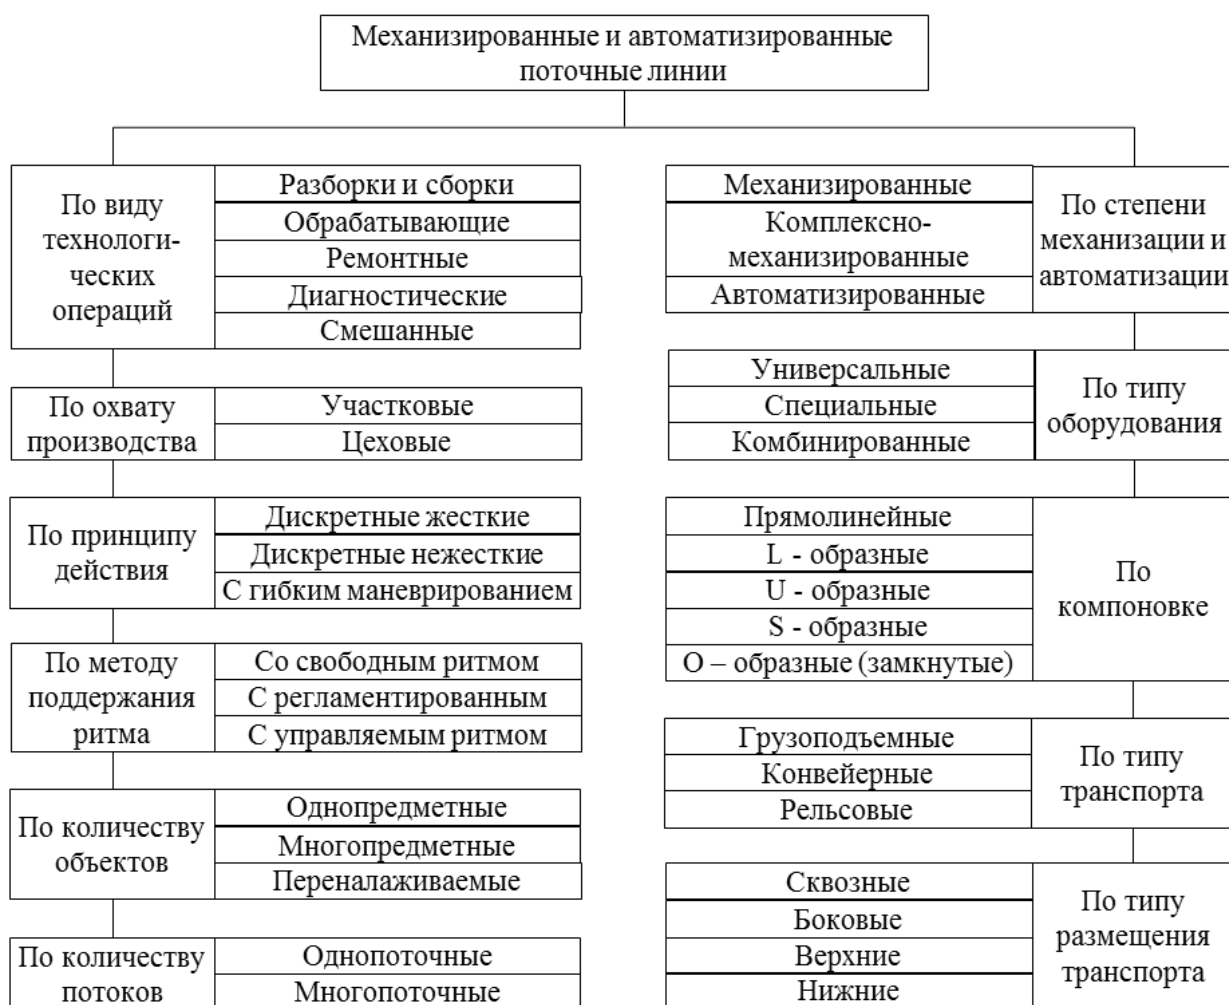 Механизированные и автоматизированные
поточные линии
По виду
технологи-
ческих
операций
Разборки и сборки
Обрабатывающие
Ремонтные
Диагностические
Смешанные
По охвату
производства
Участковые
Цеховые
По принципу
действия
Дискретные жесткие
Дискретные нежесткие
С гибким маневрированием
По методу
поддержания
ритма
Со свободным ритмом
С регламентированным
С управляемым ритмом
По количеству
объектов
Однопредметные
Многопредметные
Переналаживаемые
По количеству
потоков
Однопоточные
Многопоточные
Механизированные
Комплексно-
механизированные
Автоматизированные
По степени
механизации и
автоматизации
Универсальные
Специальные
Комбинированные
По типу
оборудования
Прямолинейные
L - образные
U - образные
S - образные
О – образные (замкнутые)
По
компоновке
Грузоподъемные
Конвейерные
Рельсовые
По типу
транспорта
Сквозные
Боковые
Верхние
Нижние
По типу
размещения
транспорта